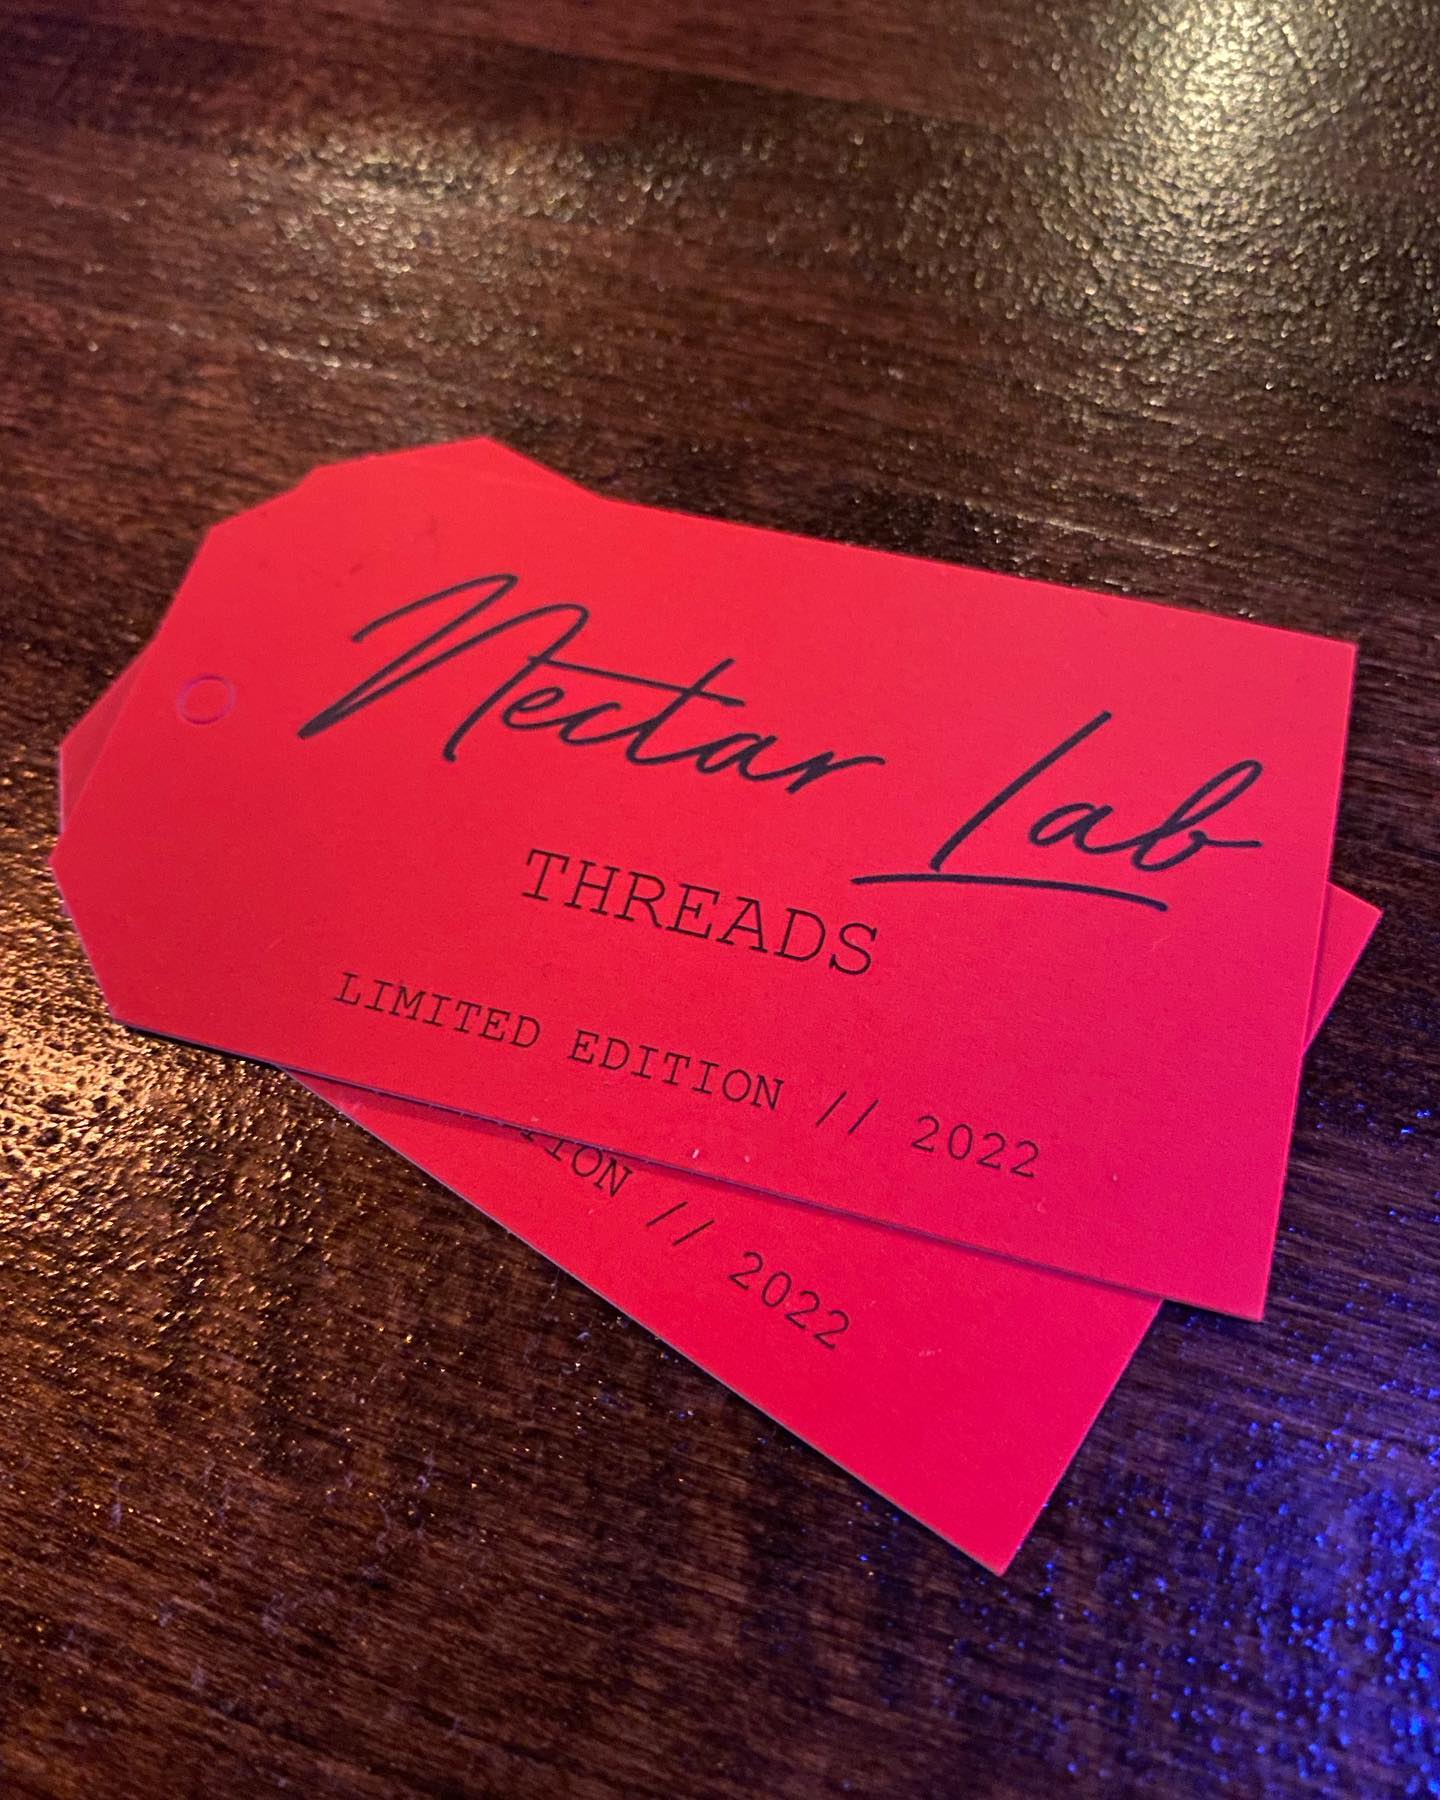 Nectar Lab
THREADS
LIMITED EDITION // 2022
ION // 2022